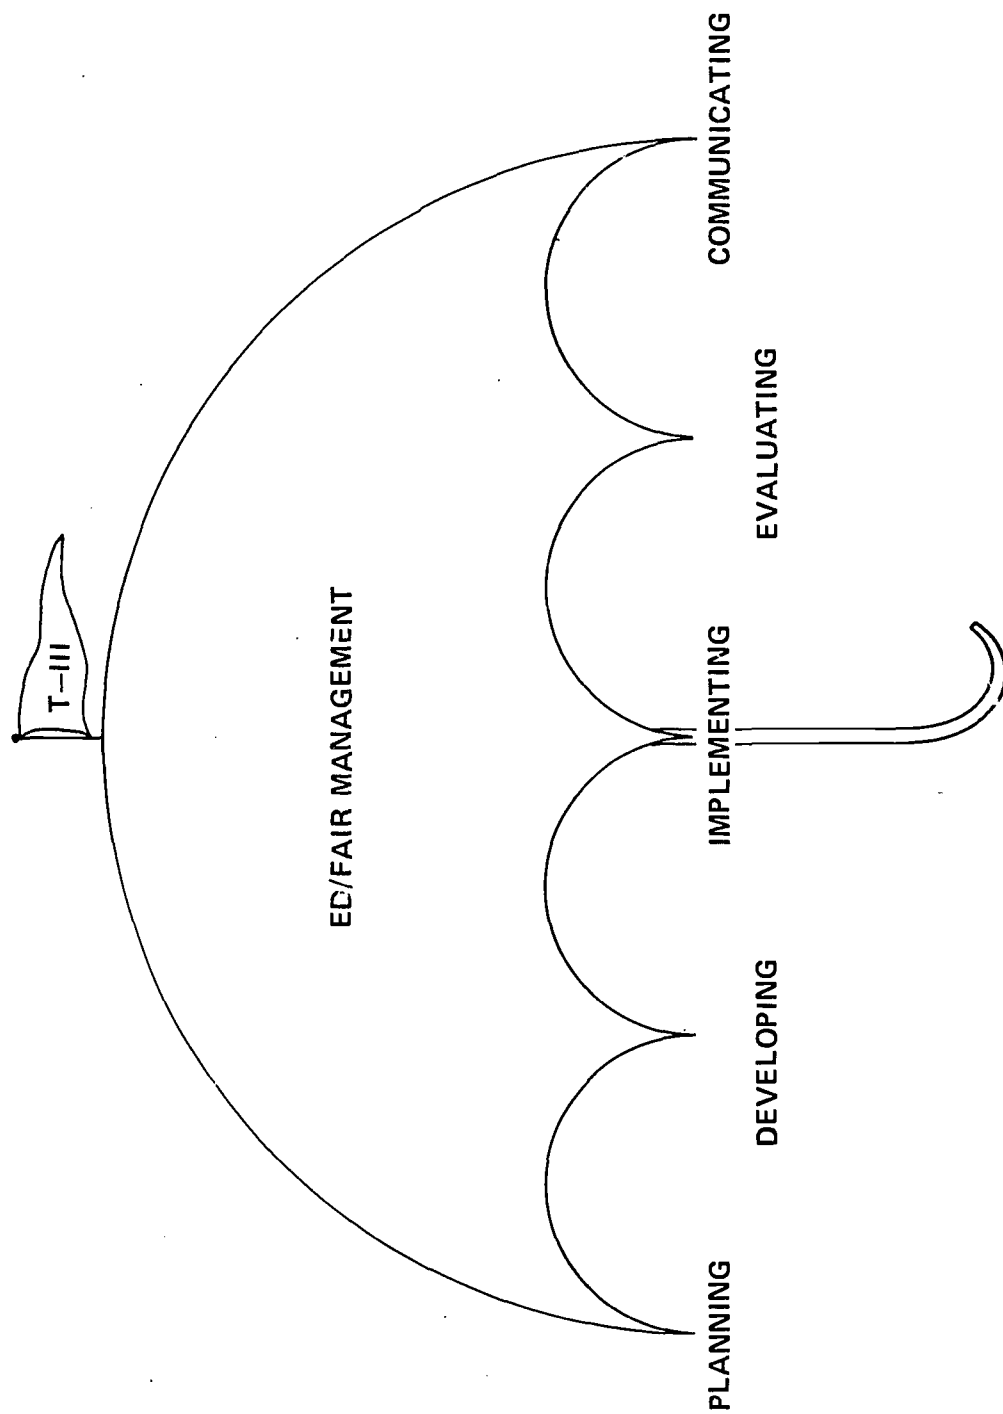 T-III
ED/FAIR MANAGEMENT
PLANNING
DEVELOPING
IMPLEMENTING
EVALUATING
COMMUNICATING